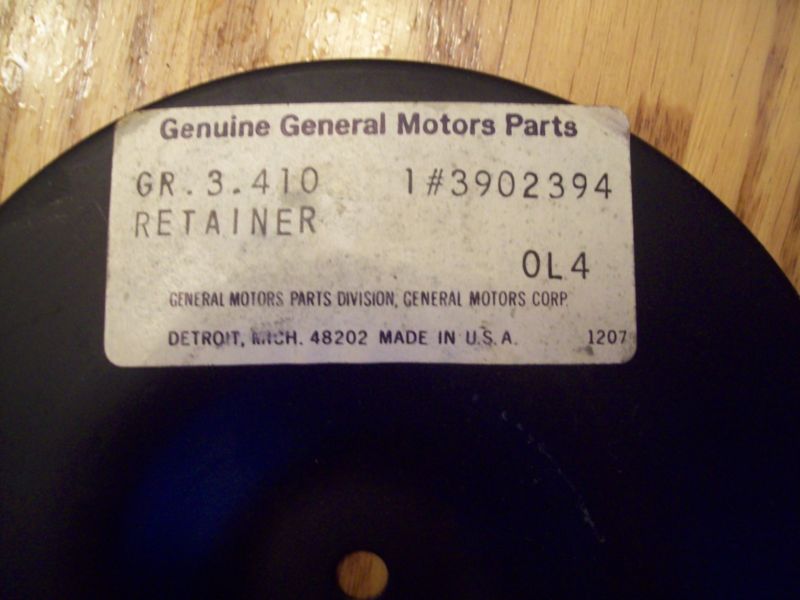 Genuine General Motors Parts
GR.3.410 1#3902394
RETAINER
OL4
GENERAL MOTORS PARTS DIVISION, GENERAL MOTORS CORP.
DETROIT, MICH. 48202 MADE IN U.S.A. 1207